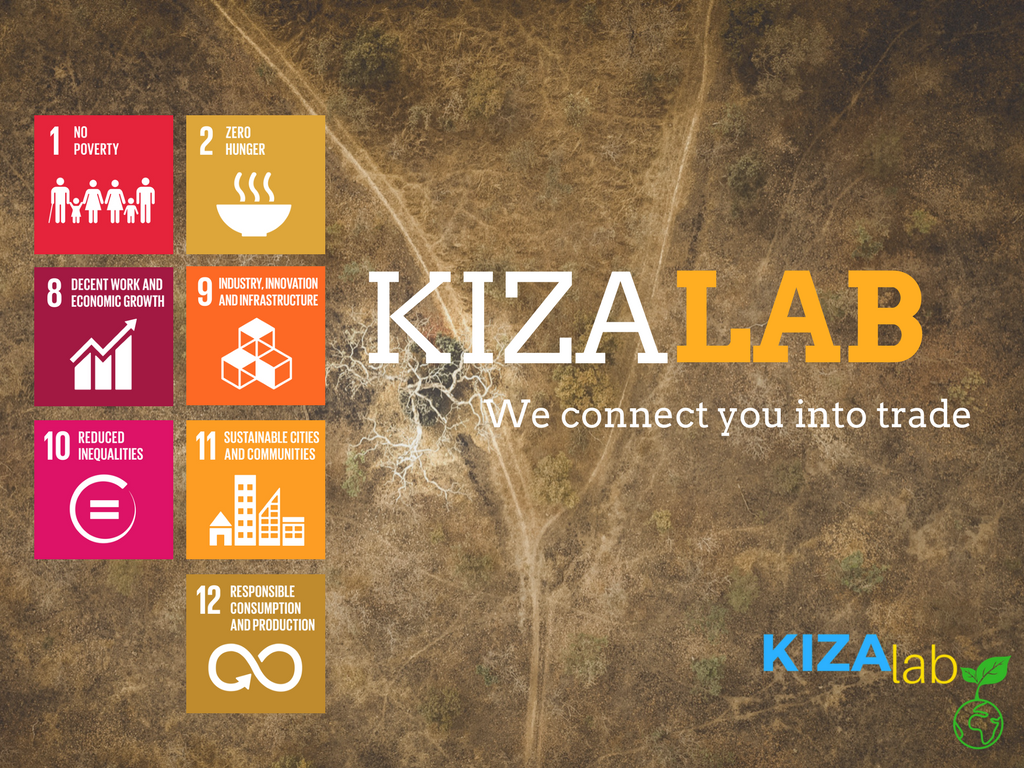 1 NO
POVERTY
2 ZERO
HUNGER
8 DECENT WORK AND
ECONOMIC GROWTH
9 INDUSTRY, INNOVATION
AND INFRASTRUCTURE
KIZALAB
We connect you into trade
10 REDUCED
INEQUALITIES
11 SUSTAINABLE CITIES
AND COMMUNITIES
12 RESPONSIBLE
CONSUMPTION
AND PRODUCTION
KIZAlab